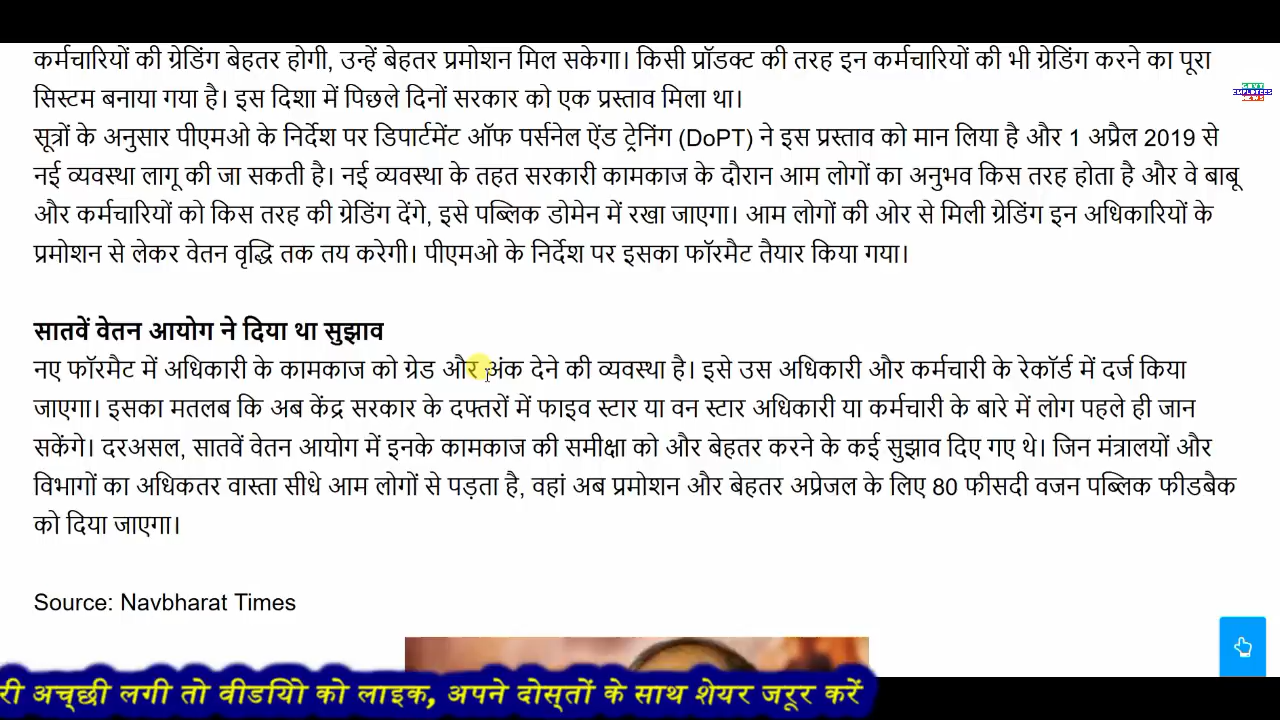 कर्मचारियों की ग्रेडिंग बेहतर होगी, उन्हें बेहतर प्रमोशन मिल सकेगा। किसी प्रॉडक्ट की तरह इन कर्मचारियों की भी ग्रेडिंग करने का पूरा
सिस्टम बनाया गया है। इस दिशा में पिछले दिनों सरकार को एक प्रस्ताव मिला था।
GOVT
EMPLOYEES
NEWS
सूत्रों के अनुसार पीएमओ के निर्देश पर डिपार्टमेंट ऑफ पर्सनेल ऐंड ट्रेनिंग (DoPT) ने इस प्रस्ताव को मान लिया है और 1 अप्रैल 2019 से
नई व्यवस्था लागू की जा सकती है। नई व्यवस्था के तहत सरकारी कामकाज के दौरान आम लोगों का अनुभव किस तरह होता है और वे बाबू
और कर्मचारियों को किस तरह की ग्रेडिंग देंगे, इसे पब्लिक डोमेन में रखा जाएगा। आम लोगों की ओर से मिली ग्रेडिंग इन अधिकारियों के
प्रमोशन से लेकर वेतन वृद्धि तक तय करेगी। पीएमओ के निर्देश पर इसका फॉरमैट तैयार किया गया।
सातवें वेतन आयोग ने दिया था सुझाव
नए फॉरमैट में अधिकारी के कामकाज को ग्रेड और अंक देने की व्यवस्था है। इसे उस अधिकारी और कर्मचारी के रेकॉर्ड में दर्ज किया
जाएगा। इसका मतलब कि अब केंद्र सरकार के दफ्तरों में फाइव स्टार या वन स्टार अधिकारी या कर्मचारी के बारे में लोग पहले ही जान
सकेंगे। दरअसल, सातवें वेतन आयोग में इनके कामकाज की समीक्षा को और बेहतर करने के कई सुझाव दिए गए थे। जिन मंत्रालयों और
विभागों का अधिकतर वास्ता सीधे आम लोगों से पड़ता है, वहां अब प्रमोशन और बेहतर अप्रेजल के लिए 80 फीसदी वजन पब्लिक फीडबैक
को दिया जाएगा।
Source: Navbharat Times
री अच्छी लगी तो वीडियो को लाइक, अपने दोस्तों के साथ शेयर जरूर करें